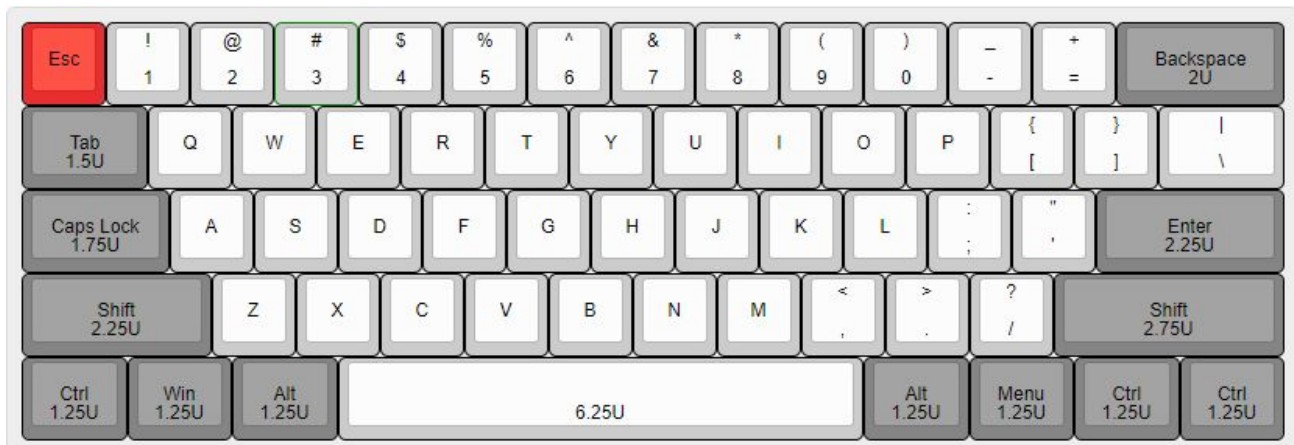 Esc ! @ # $ % ^ & * ( ) _ + Backspace
1 2 3 4 5 6 7 8 9 0 - = 2U
Tab Q W E R T Y U I O P { } |
1.5U [ ] \
Caps Lock A S D F G H J K L : " Enter
1.75U ; ' 2.25U
Shift Z X C V B N M < > ? Shift
2.25U , . / 2.75U
Ctrl Win Alt Alt Menu Ctrl Ctrl
1.25U 1.25U 1.25U 6.25U 1.25U 1.25U 1.25U 1.25U